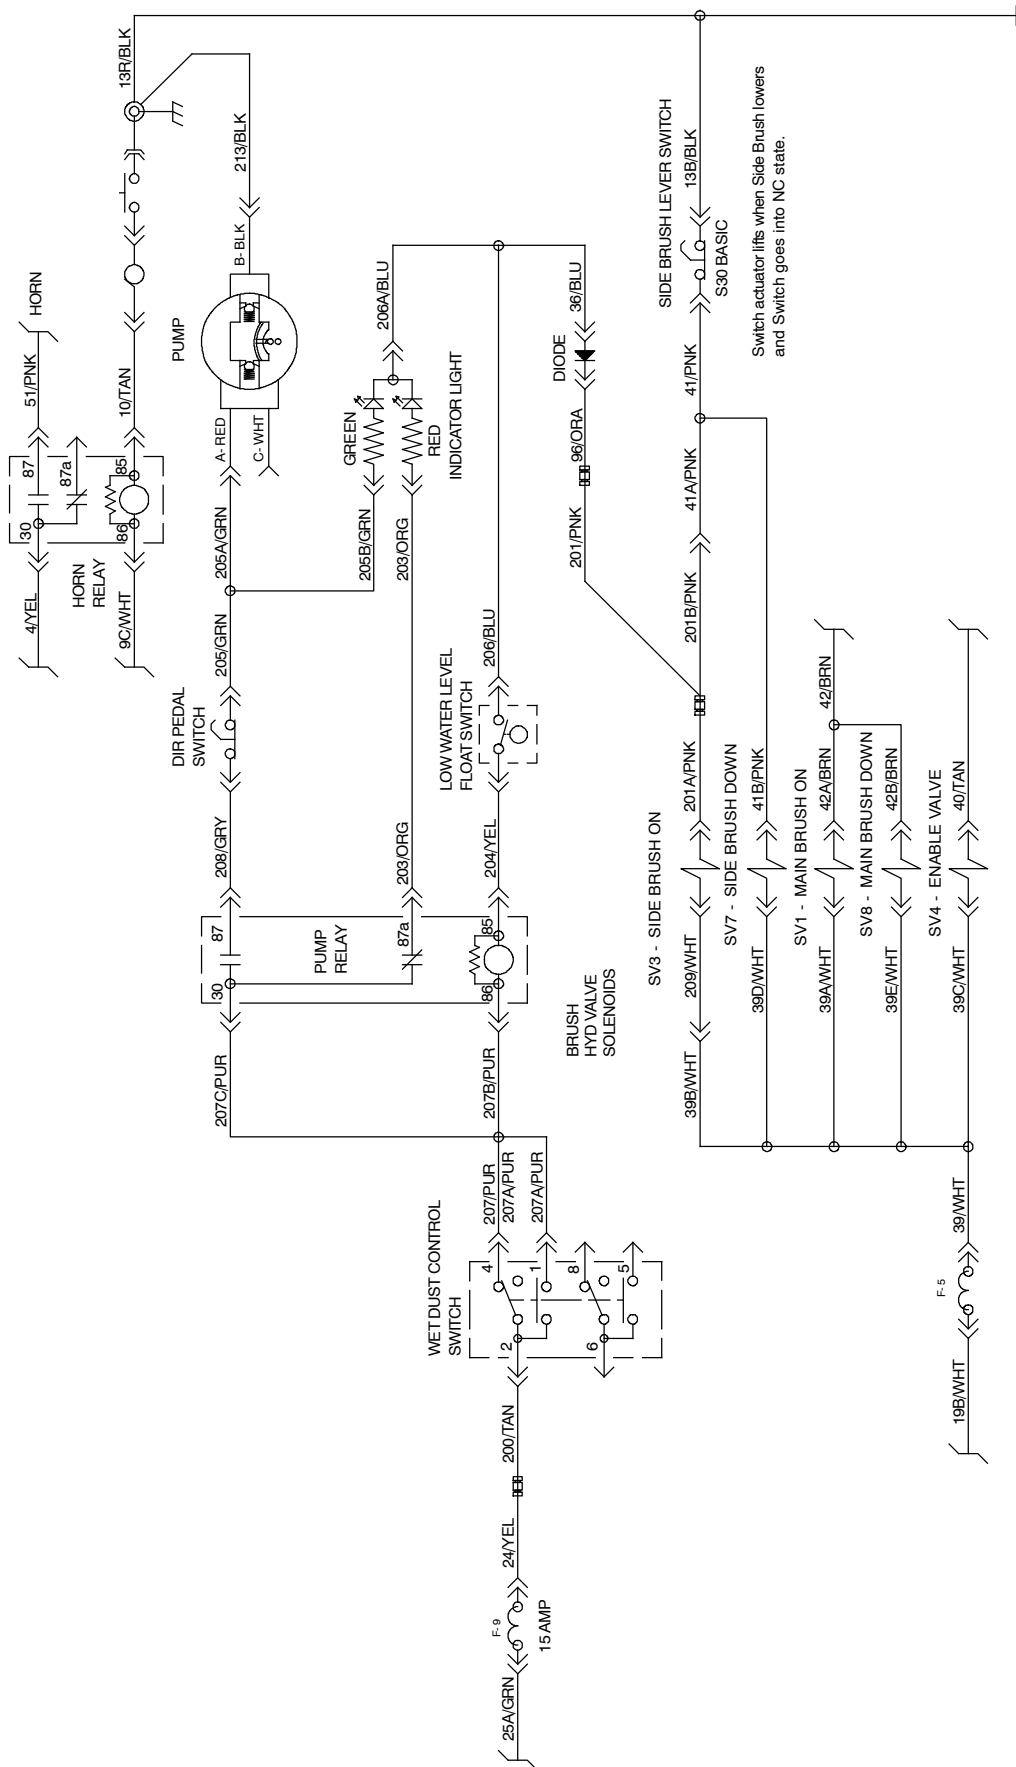 13R/BLK
HORN
51/PNK
10/TAN
87
87a
85
30
86
HORN
RELAY
4/YEL
9C/WHT
213/BLK
B- BLK
PUMP
A- RED
C- WHT
205A/GRN
205B/GRN
205/GRN
DIR PEDAL
SWITCH
208/GRY
206A/BLU
GREEN
RED
INDICATOR LIGHT
203/ORG
203/ORG
87
87a
85
30
86
PUMP
RELAY
207C/PUR
207B/PUR
206/BLU
LOW WATER LEVEL
FLOAT SWITCH
204/YEL
36/BLU
DIODE
96/ORA
201/PNK
SIDE BRUSH LEVER SWITCH
13B/BLK
S30 BASIC
Switch actuator lifts when Side Brush lowers
and Switch goes into NC state.
41/PNK
41A/PNK
201B/PNK
201A/PNK
41B/PNK
42/BRN
42A/BRN
42B/BRN
40/TAN
SV3 - SIDE BRUSH ON
SV7 - SIDE BRUSH DOWN
SV1 - MAIN BRUSH ON
SV8 - MAIN BRUSH DOWN
SV4 - ENABLE VALVE
BRUSH
HYD VALVE
SOLENOIDS
209/WHT
39B/WHT
39D/WHT
39A/WHT
39E/WHT
39C/WHT
39/WHT
F- 5
19B/WHT
207/PUR
207A/PUR
207A/PUR
WET DUST CONTROL
SWITCH
4
1
8
5
2
6
200/TAN
24/YEL
F- 9
15 AMP
25A/GRN